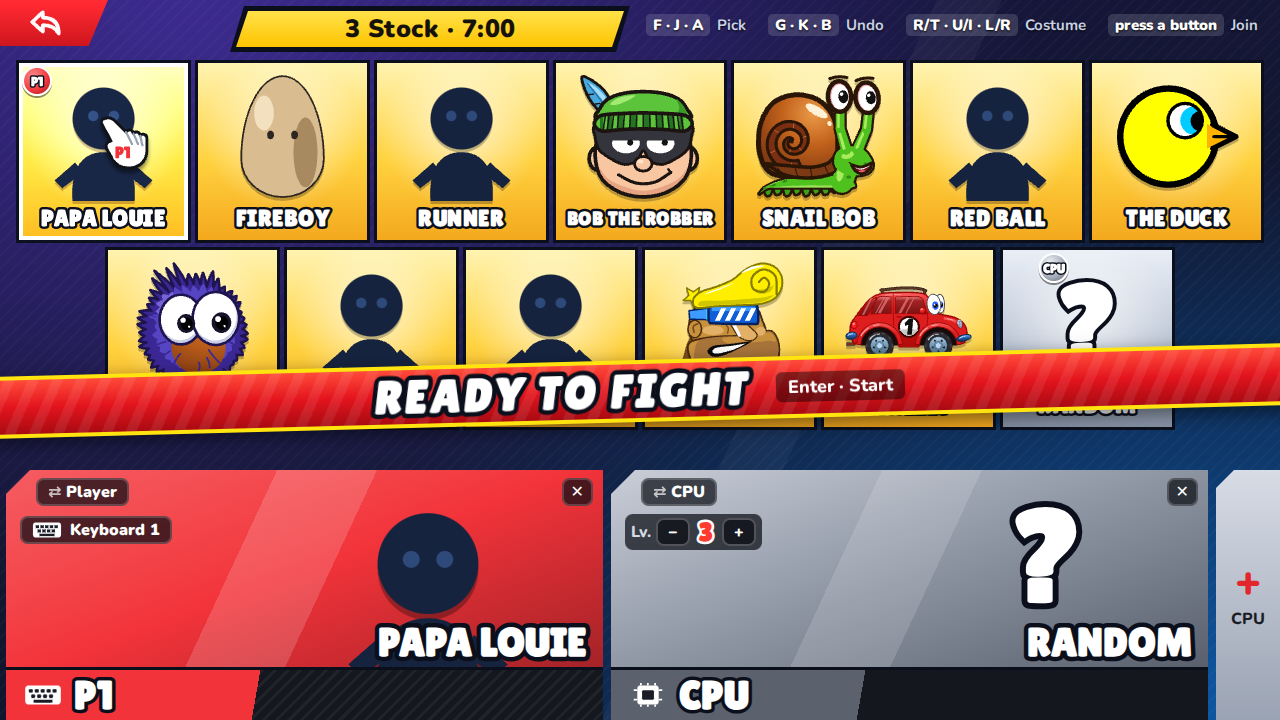 3 Stock · 7:00
F · J · A Pick
G · K · B Undo
R/T · U/I · L/R Costume
press a button Join
P1
P1
PAPA LOUIE
FIREBOY
RUNNER
BOB THE ROBBER
SNAIL BOB
RED BALL
THE DUCK
1
CPU
?
READY TO FIGHT
Enter · Start
RANDOM
⇄ Player
×
Keyboard 1
PAPA LOUIE
P1
⇄ CPU
×
Lv. − 3 +
?
RANDOM
CPU
+
CPU